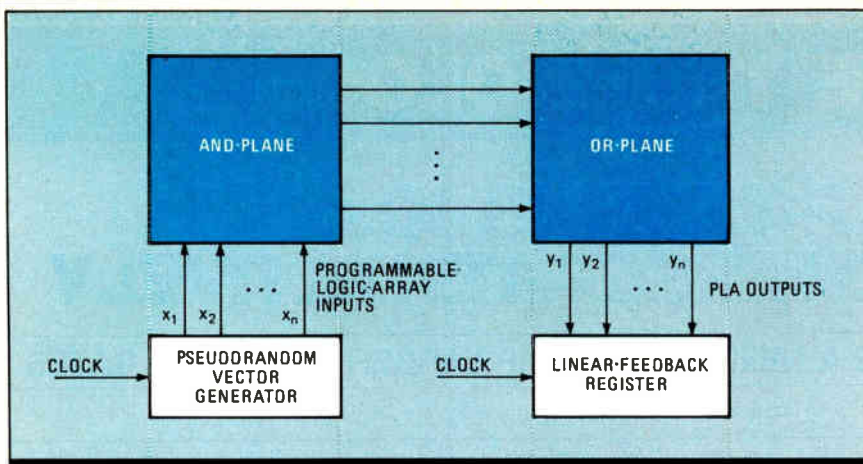 AND-PLANE
OR-PLANE
x₁ x₂ ... xₙ
PROGRAMMABLE-
LOGIC-ARRAY
INPUTS
y₁ y₂ ... yₙ
PLA OUTPUTS
CLOCK
PSEUDORANDOM
VECTOR
GENERATOR
CLOCK
LINEAR-FEEDBACK
REGISTER